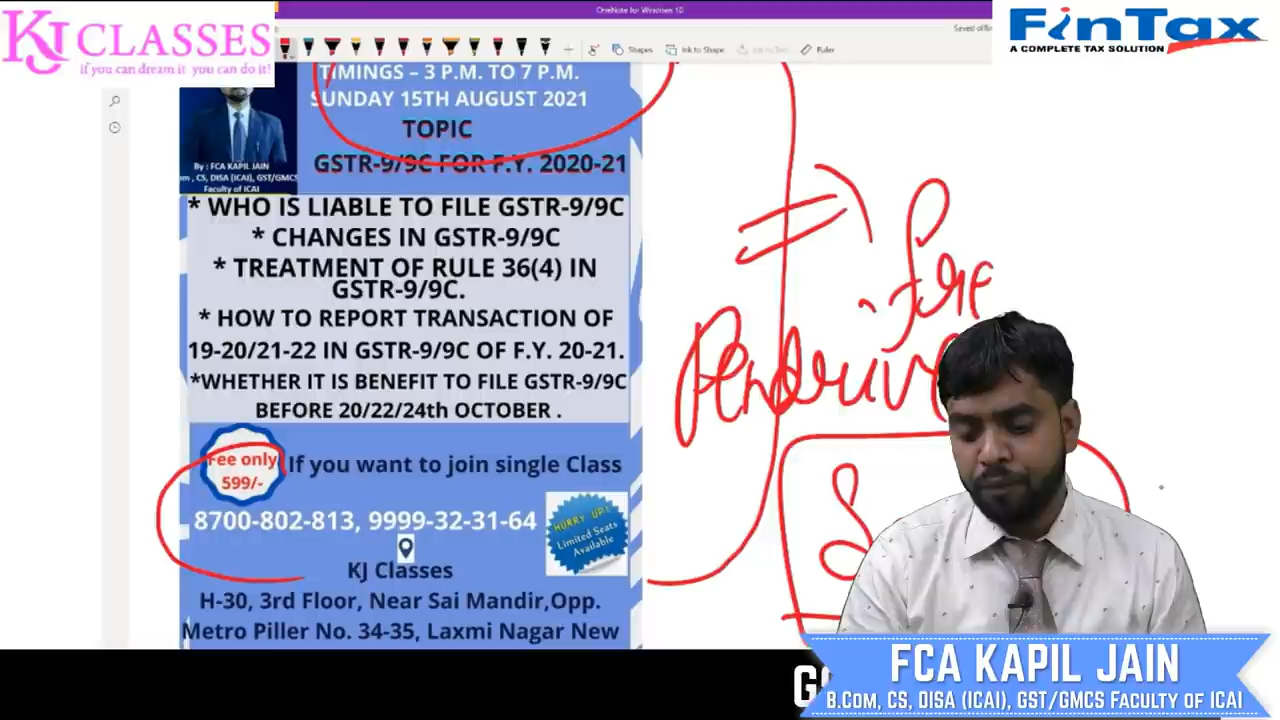 KJ CLASSES
if you can dream it you can do it!
OneNote for Windows 10
FinTax
A COMPLETE TAX SOLUTION
Shapes
Ink to Shape
Ruler
TIMINGS – 3 P.M. TO 7 P.M.
SUNDAY 15TH AUGUST 2021
TOPIC
GSTR-9/9C FOR F.Y. 2020-21
By : FCA KAPIL JAIN
om , CS, DISA (ICAI), GST/GMCS
Faculty of ICAI
* WHO IS LIABLE TO FILE GSTR-9/9C
* CHANGES IN GSTR-9/9C
* TREATMENT OF RULE 36(4) IN
GSTR-9/9C.
* HOW TO REPORT TRANSACTION OF
19-20/21-22 IN GSTR-9/9C OF F.Y. 20-21.
*WHETHER IT IS BENEFIT TO FILE GSTR-9/9C
BEFORE 20/22/24th OCTOBER .
Fee only
599/-
If you want to join single Class
8700-802-813, 9999-32-31-64
HURRY UP!
Limited Seats
Available
KJ Classes
H-30, 3rd Floor, Near Sai Mandir,Opp.
Metro Piller No. 34-35, Laxmi Nagar New
FCA KAPIL JAIN
B.Com, CS, DISA (ICAI), GST/GMCS Faculty of ICAI